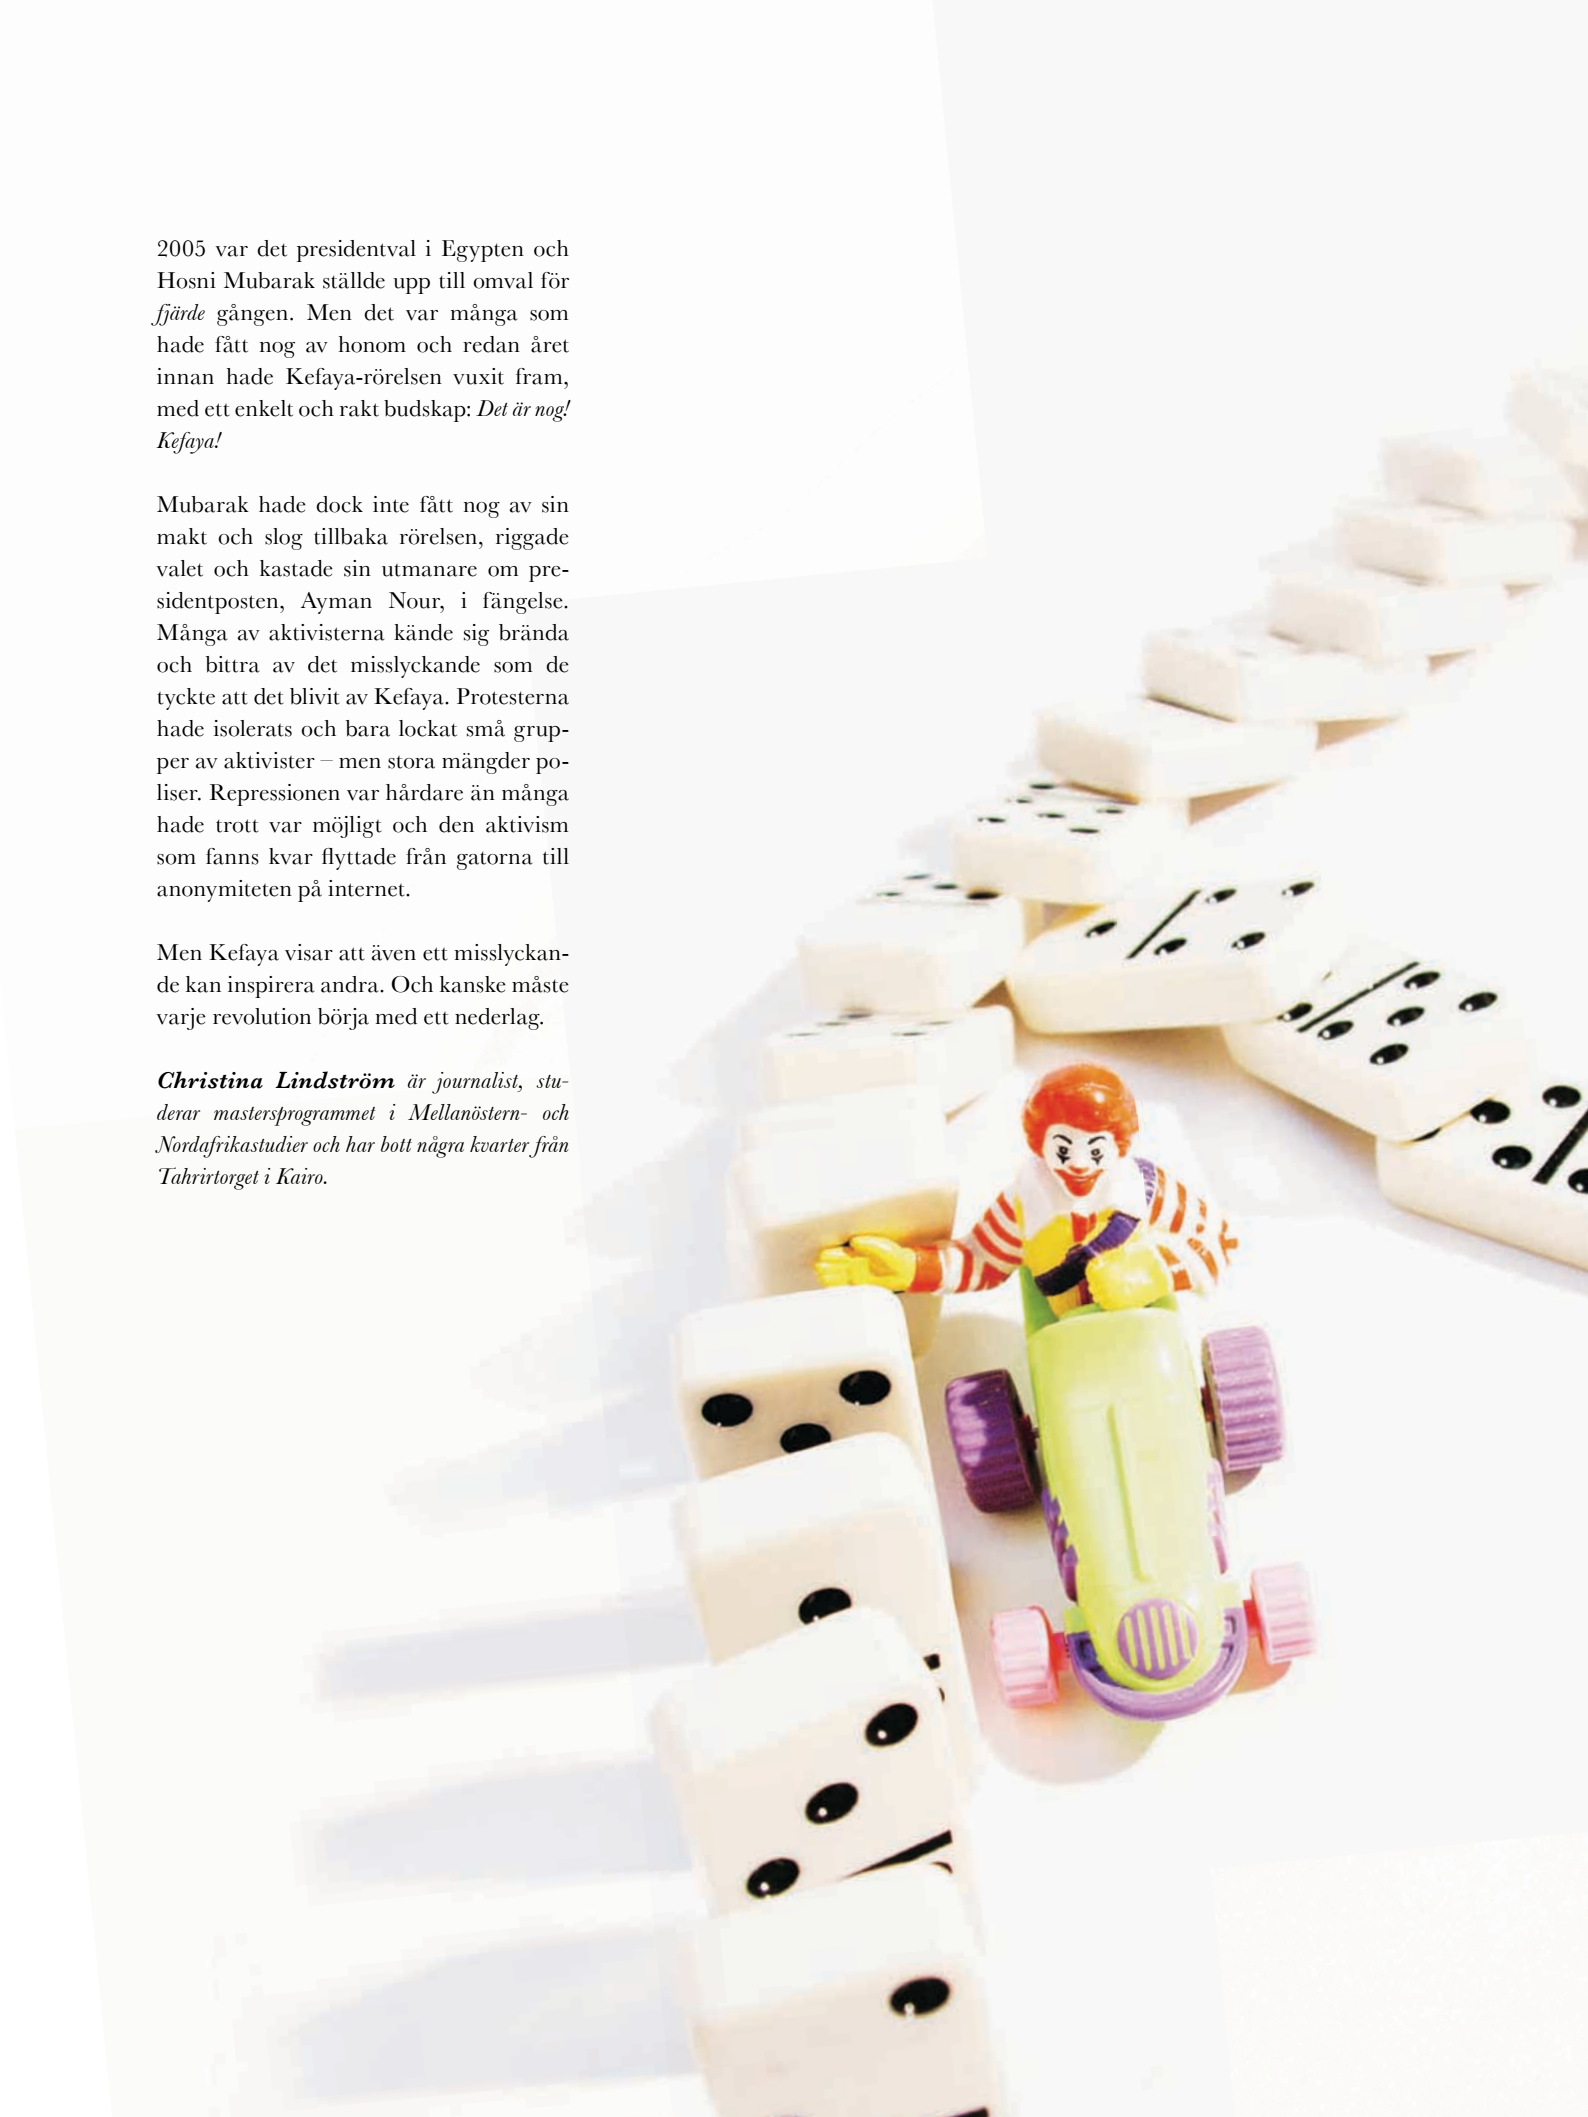 2005 var det presidentval i Egypten och
Hosni Mubarak ställde upp till omval för
fjärde gången. Men det var många som
hade fått nog av honom och redan året
innan hade Kefaya-rörelsen vuxit fram,
med ett enkelt och rakt budskap: Det är nog!
Kefaya!
Mubarak hade dock inte fått nog av sin
makt och slog tillbaka rörelsen, riggade
valet och kastade sin utmanare om pre-
sidentposten, Ayman Nour, i fängelse.
Många av aktivisterna kände sig brända
och bittra av det misslyckande som de
tyckte att det blivit av Kefaya. Protesterna
hade isolerats och bara lockat små grup-
per av aktivister – men stora mängder po-
liser. Repressionen var hårdare än många
hade trott var möjligt och den aktivism
som fanns kvar flyttade från gatorna till
anonymiteten på internet.
Men Kefaya visar att även ett misslyckan-
de kan inspirera andra. Och kanske måste
varje revolution börja med ett nederlag.
Christina Lindström är journalist, stu-
derar mastersprogrammet i Mellanöstern- och
Nordafrikastudier och har bott några kvarter från
Tahrirtorget i Kairo.